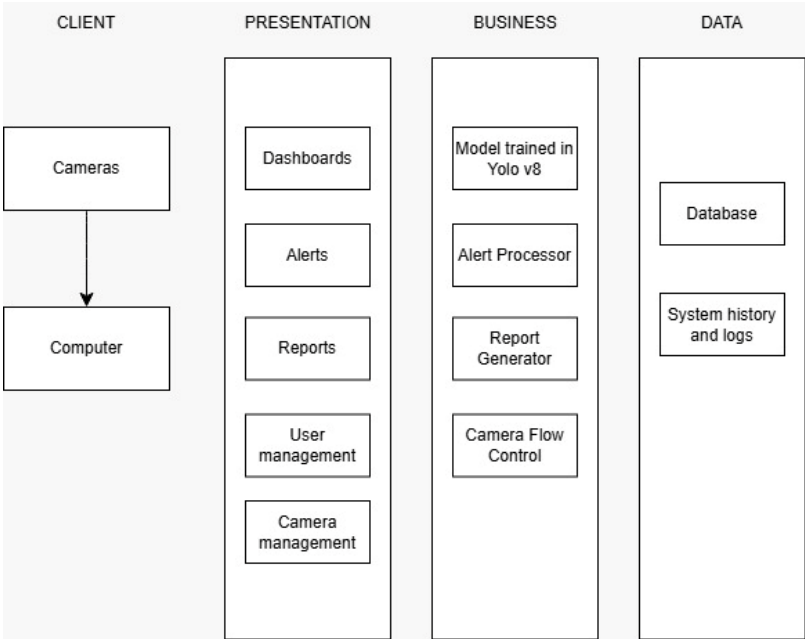 CLIENT
PRESENTATION
BUSINESS
DATA
Cameras
Computer
Dashboards
Alerts
Reports
User
management
Camera
management
Model trained in
Yolo v8
Alert Processor
Report
Generator
Camera Flow
Control
Database
System history
and logs